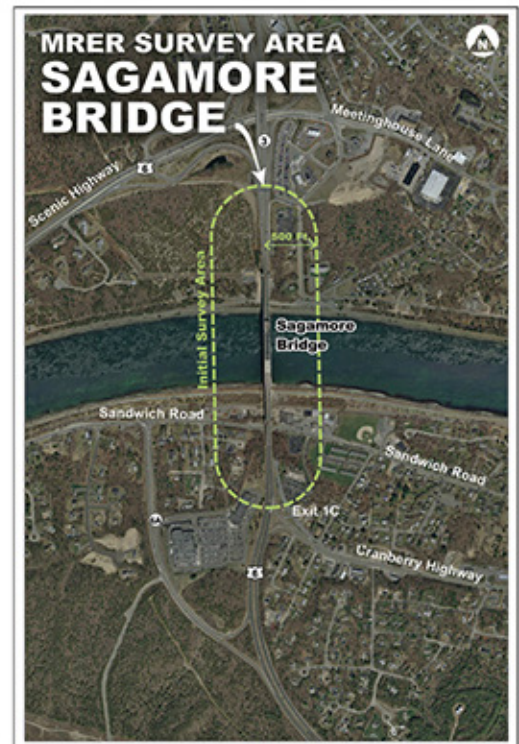 MRER SURVEY AREA
SAGAMORE
BRIDGE
N
3
Meetinghouse Lane
Scenic Highway
6
500 Ft.
Initial Survey Area
Sagamore
Bridge
Sandwich Road
Sandwich Road
6A
Exit 1C
Cranberry Highway
6